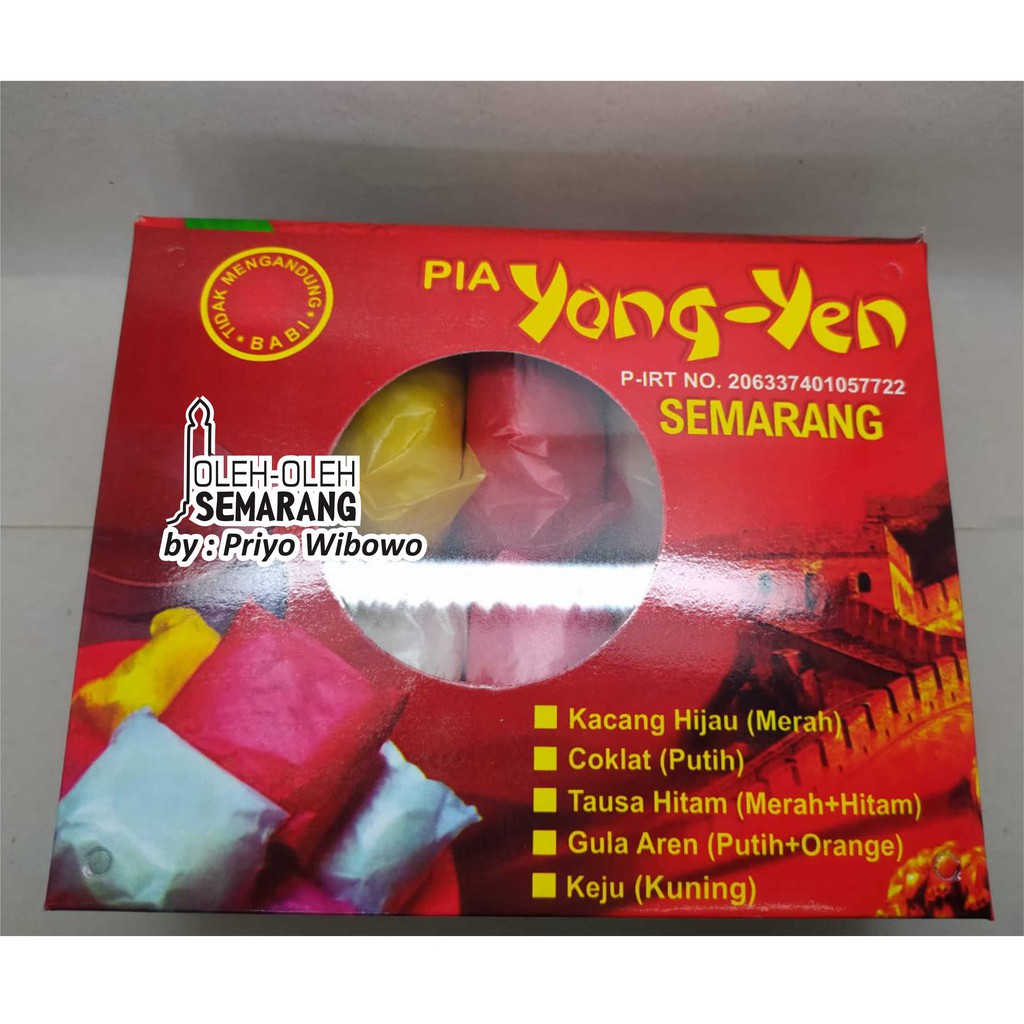 TIDAK MENGANDUNG
* BABI *
PIA Yong-Yen
P-IRT NO. 206337401057722
SEMARANG
OLEH-OLEH
SEMARANG
by : Priyo Wibowo
Kacang Hijau (Merah)
Coklat (Putih)
Tausa Hitam (Merah+Hitam)
Gula Aren (Putih+Orange)
Keju (Kuning)